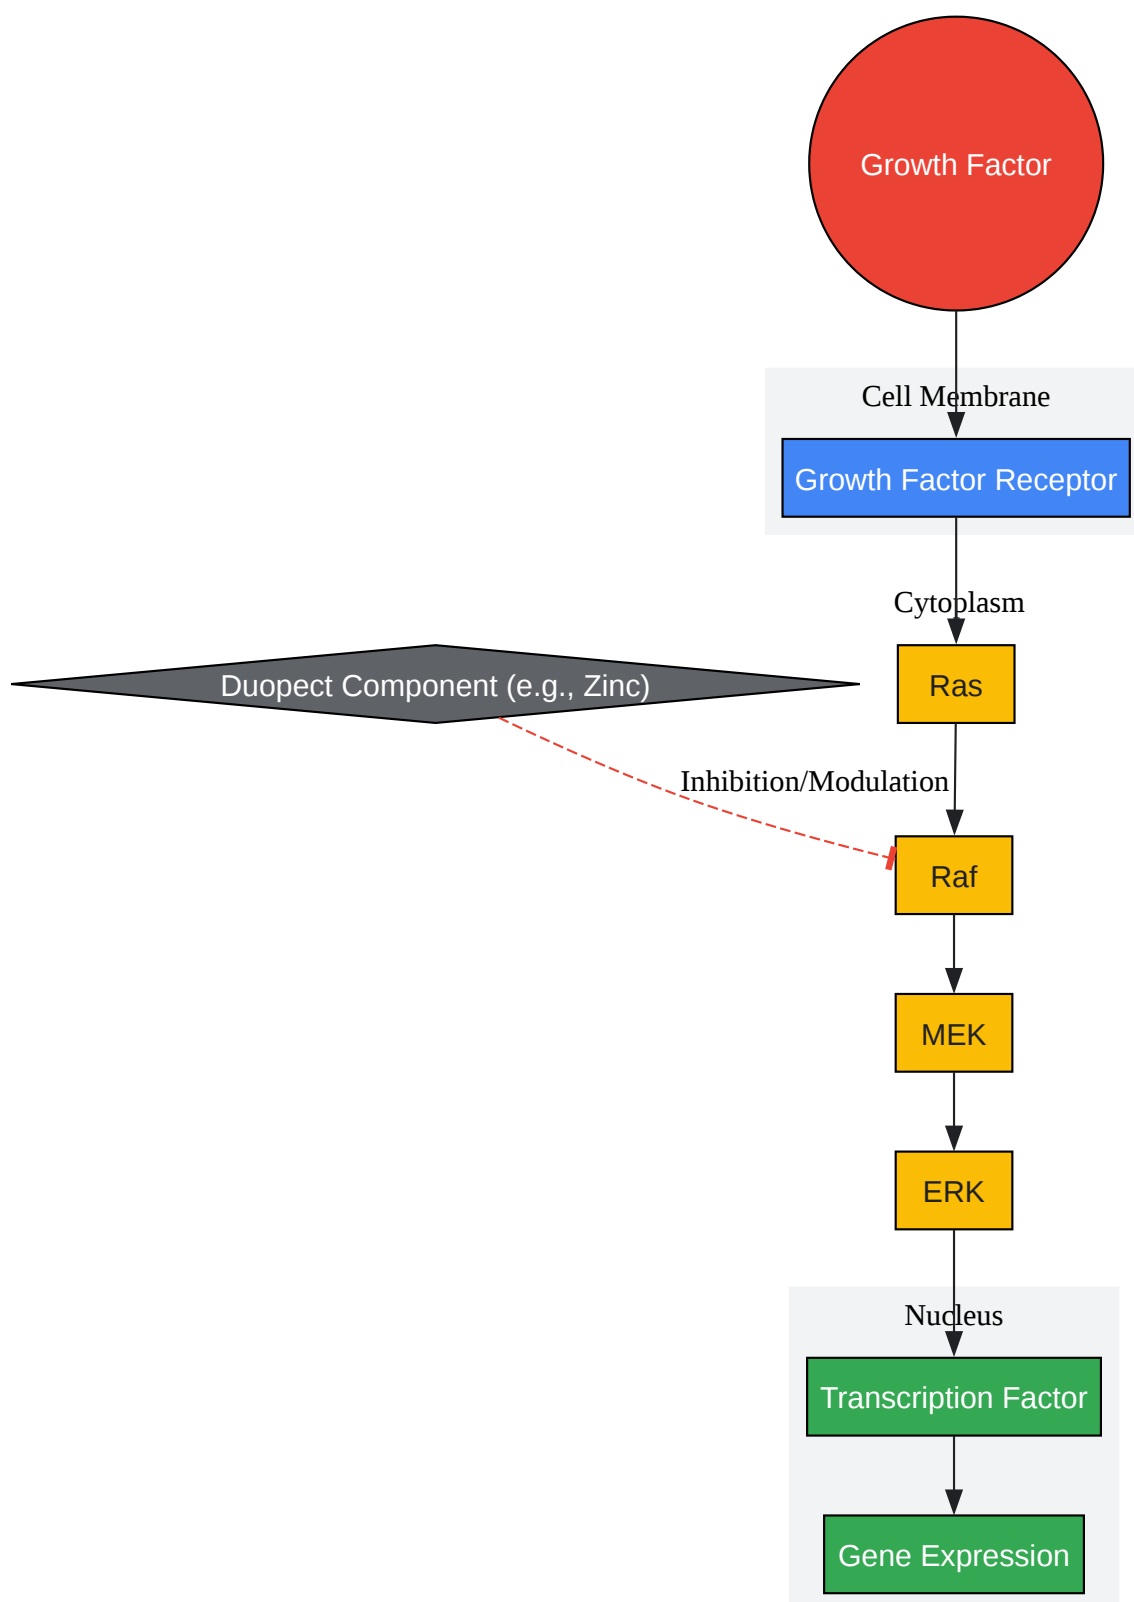 Growth Factor
Cell Membrane
Growth Factor Receptor
Cytoplasm
Duopect Component (e.g., Zinc)
Ras
Inhibition/Modulation
Raf
MEK
ERK
Nucleus
Transcription Factor
Gene Expression